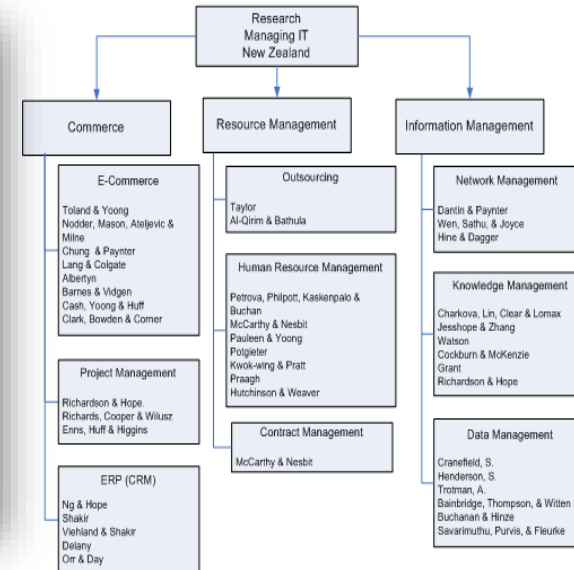 Research
Managing IT
New Zealand
Commerce
Resource Management
Information Management
E-Commerce
Toland & Yoong
Nodder, Mason, Ateljevic &
Milne
Chung & Paynter
Lang & Colgate
Albertyn
Barnes & Vidgen
Cash, Yoong & Huff
Clark, Bowden & Corner
Project Management
Richardson & Hope.
Richards, Cooper & Wilusz
Enns, Huff & Higgins
ERP (CRM)
Ng & Hope
Shakir
Viehland & Shakir
Delany
Orr & Day
Outsourcing
Taylor
Al-Qirim & Bathula
Human Resource Management
Petrova, Philpott, Kaskenpalo &
Buchan
McCarthy & Nesbit
Pauleen & Yoong
Potgieter
Kwok-wing & Pratt
Praagh
Hutchinson & Weaver
Contract Management
McCarthy & Nesbit
Network Management
Dantin & Paynter
Wen, Sathu, & Joyce
Hine & Dagger
Knowledge Management
Charkova, Lin, Clear & Lomax
Jesshope & Zhang
Watson
Cockburn & McKenzie
Grant
Richardson & Hope
Data Management
Cranefield, S.
Henderson, S.
Trotman, A.
Bainbridge, Thompson, & Witten
Buchanan & Hinze
Savarimuthu, Purvis, & Fleurke